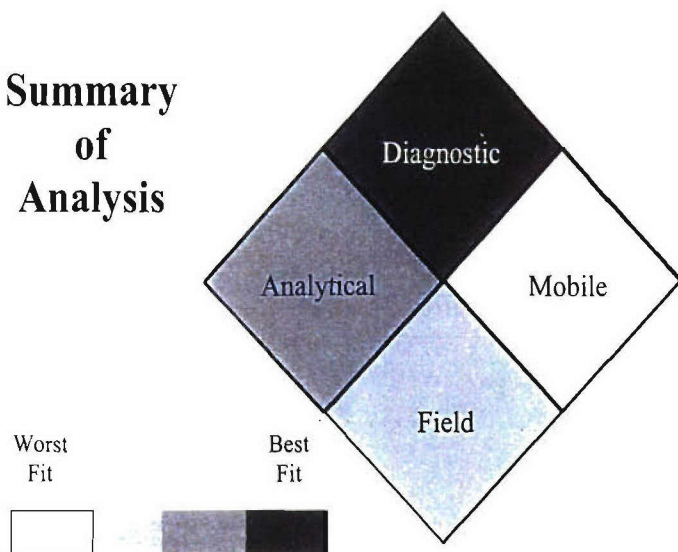 Summary
of
Analysis
Diagnostic
Analytical
Mobile
Field
Worst
Fit
Best
Fit